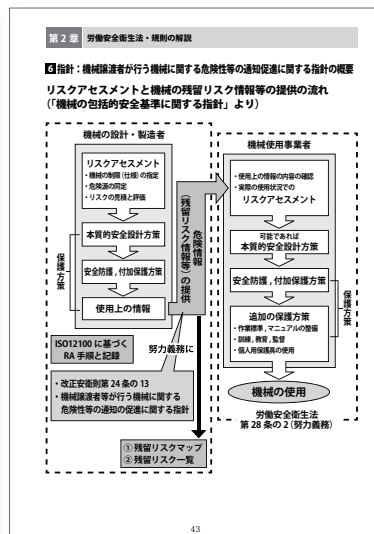 第2章 労働安全衛生法・規則の解説
6 指針：機械譲渡者が行う機械に関する危険性等の通知促進に関する指針の概要
リスクアセスメントと機械の残留リスク情報等の提供の流れ
（「機械の包括的安全基準に関する指針」より）
機械の設計・製造者
リスクアセスメント
・機械の制限（仕様）の指定
・危険源の同定
・リスクの見積と評価
本質的安全設計方策
安全防護，付加保護方策
使用上の情報
保護方策
ISO12100 に基づく
RA 手順と記録
危険情報
（残留リスク情報等）の提供
努力義務に
・改正安衛則第 24 条の 13
・機械譲渡者等が行う機械に関する
危険性等の通知の促進に関する指針
① 残留リスクマップ
② 残留リスク一覧
機械使用事業者
・使用上の情報の内容の確認
・実際の使用状況での
リスクアセスメント
可能であれば
本質的安全設計方策
安全防護，付加保護方策
追加の保護方策
・作業標準，マニュアルの整備
・訓練，教育，監督
・個人用保護具の使用
保護方策
機械の使用
労働安全衛生法
第 28 条の 2（努力義務）
43